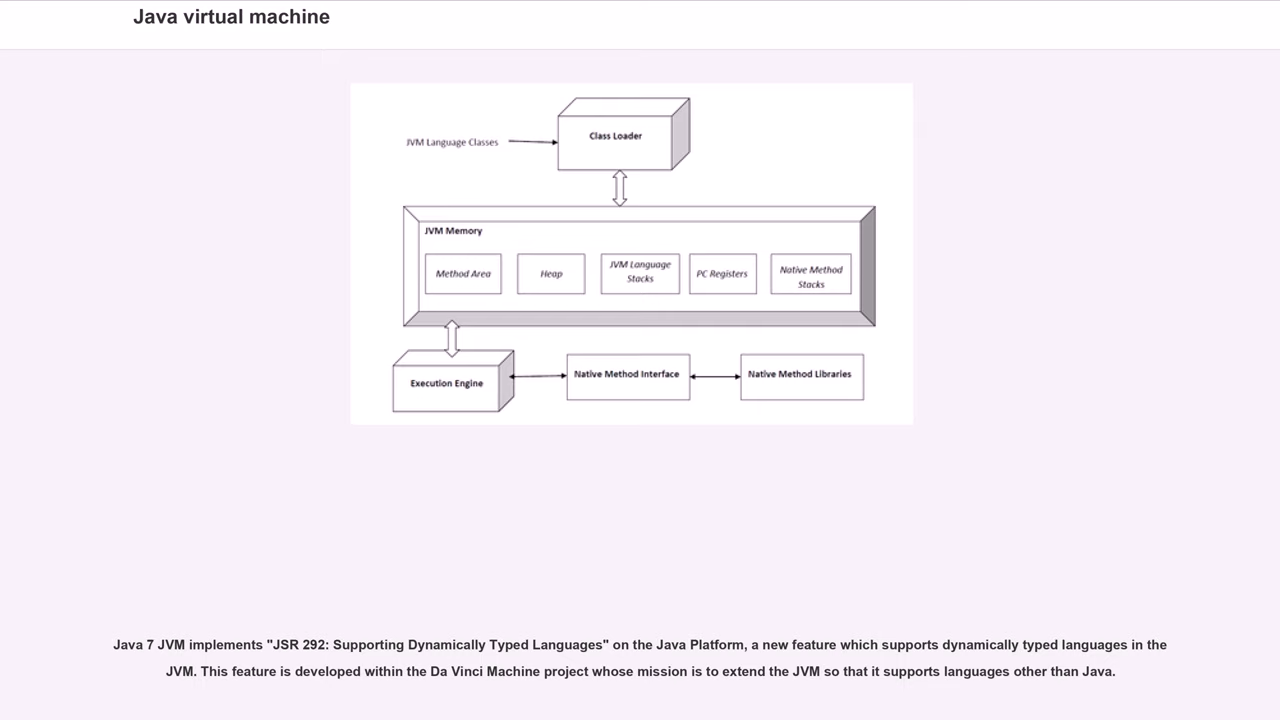 Java virtual machine
JVM Language Classes
Class Loader
JVM Memory
Method Area
Heap
JVM Language
Stacks
PC Registers
Native Method
Stacks
Execution Engine
Native Method Interface
Native Method Libraries
Java 7 JVM implements "JSR 292: Supporting Dynamically Typed Languages" on the Java Platform, a new feature which supports dynamically typed languages in the
JVM. This feature is developed within the Da Vinci Machine project whose mission is to extend the JVM so that it supports languages other than Java.